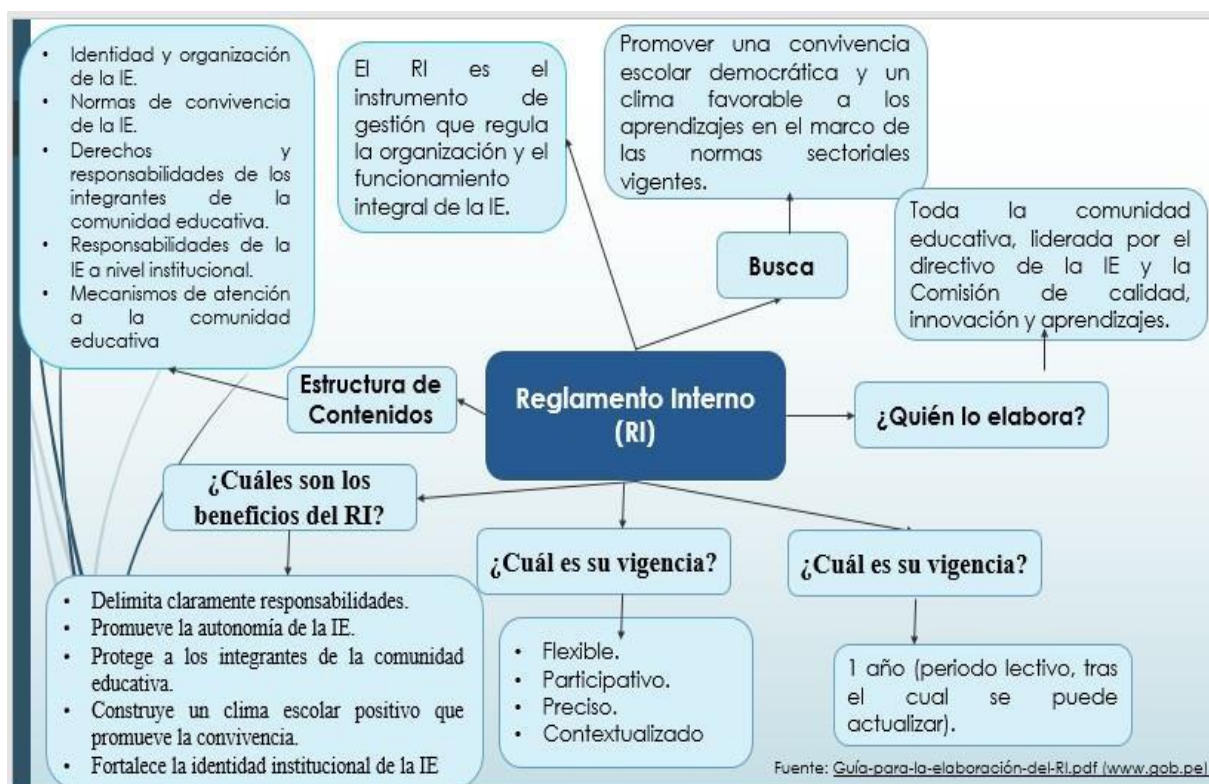 • Identidad y organización
de la IE.
• Normas de convivencia
de la IE.
• Derechos y
responsabilidades de los
integrantes de la
comunidad educativa.
• Responsabilidades de la
IE a nivel institucional.
• Mecanismos de atención
a la comunidad
educativa
El RI es el
instrumento de
gestión que regula
la organización y el
funcionamiento
integral de la IE.
Promover una convivencia
escolar democrática y un
clima favorable a los
aprendizajes en el marco de
las normas sectoriales
vigentes.
Busca
Toda la comunidad
educativa, liderada por el
directivo de la IE y la
Comisión de calidad,
innovación y aprendizajes.
Estructura de
Contenidos
Reglamento Interno
(RI)
¿Quién lo elabora?
¿Cuáles son los
beneficios del RI?
¿Cuál es su vigencia?
¿Cuál es su vigencia?
• Delimita claramente responsabilidades.
• Promueve la autonomía de la IE.
• Protege a los integrantes de la comunidad
educativa.
• Construye un clima escolar positivo que
promueve la convivencia.
• Fortalece la identidad institucional de la IE
• Flexible.
• Participativo.
• Preciso.
• Contextualizado
1 año (periodo lectivo, tras
el cual se puede
actualizar).
Fuente: Guía-para-la-elaboración-del-RI.pdf (www.gob.pe)